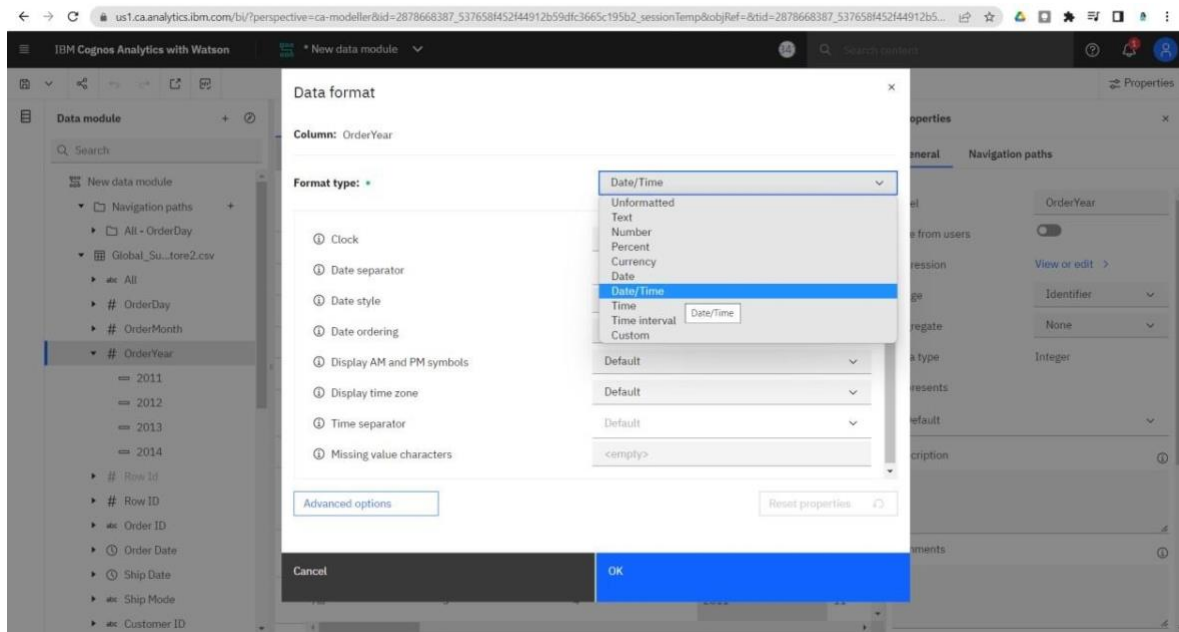 us1.ca.analytics.ibm.com/bi/?perspective=ca-modeller&id=2878668387_537658f452f44912b59dfc3665c195b2_sessionTemp&objRef=&tid=2878668387_537658f452f44912b5...
IBM Cognos Analytics with Watson
* New data module
Search content
Properties
Data module
Search
New data module
Navigation paths
All - OrderDay
Global_Su...tore2.csv
abc All
# OrderDay
# OrderMonth
# OrderYear
2011
2012
2013
2014
# Row Id
# Row ID
abc Order ID
Order Date
Ship Date
abc Ship Mode
abc Customer ID
Data format
Column: OrderYear
Format type:
Date/Time
Unformatted
Text
Number
Percent
Currency
Date
Date/Time
Time
Time interval
Custom
Date/Time
Clock
Date separator
Date style
Date ordering
Display AM and PM symbols
Default
Display time zone
Default
Time separator
Default
Missing value characters
<empty>
Advanced options
Reset properties
Cancel
OK
operties
eneral
Navigation paths
el
OrderYear
e from users
ression
View or edit
ge
Identifier
regate
None
a type
Integer
resents
efault
cription
mments